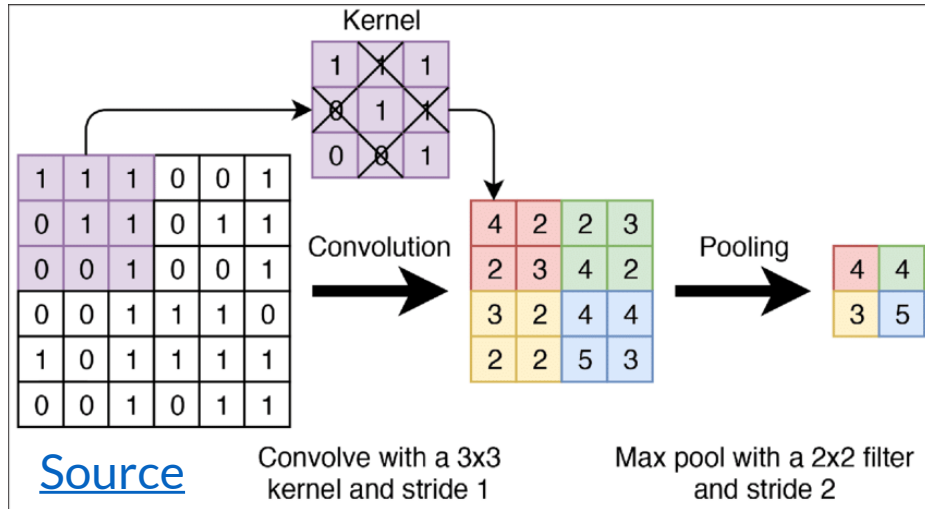 Kernel
1 1 1
0 1 1
0 0 1
1 1 1 0 0 1
0 1 1 0 1 1
0 0 1 0 0 1
0 0 1 1 1 0
1 0 1 1 1 1
0 0 1 0 1 1
Convolution
4 2 2 3
2 3 4 2
3 2 4 4
2 2 5 3
Pooling
4 4
3 5
Source
Convolve with a 3x3
kernel and stride 1
Max pool with a 2x2 filter
and stride 2